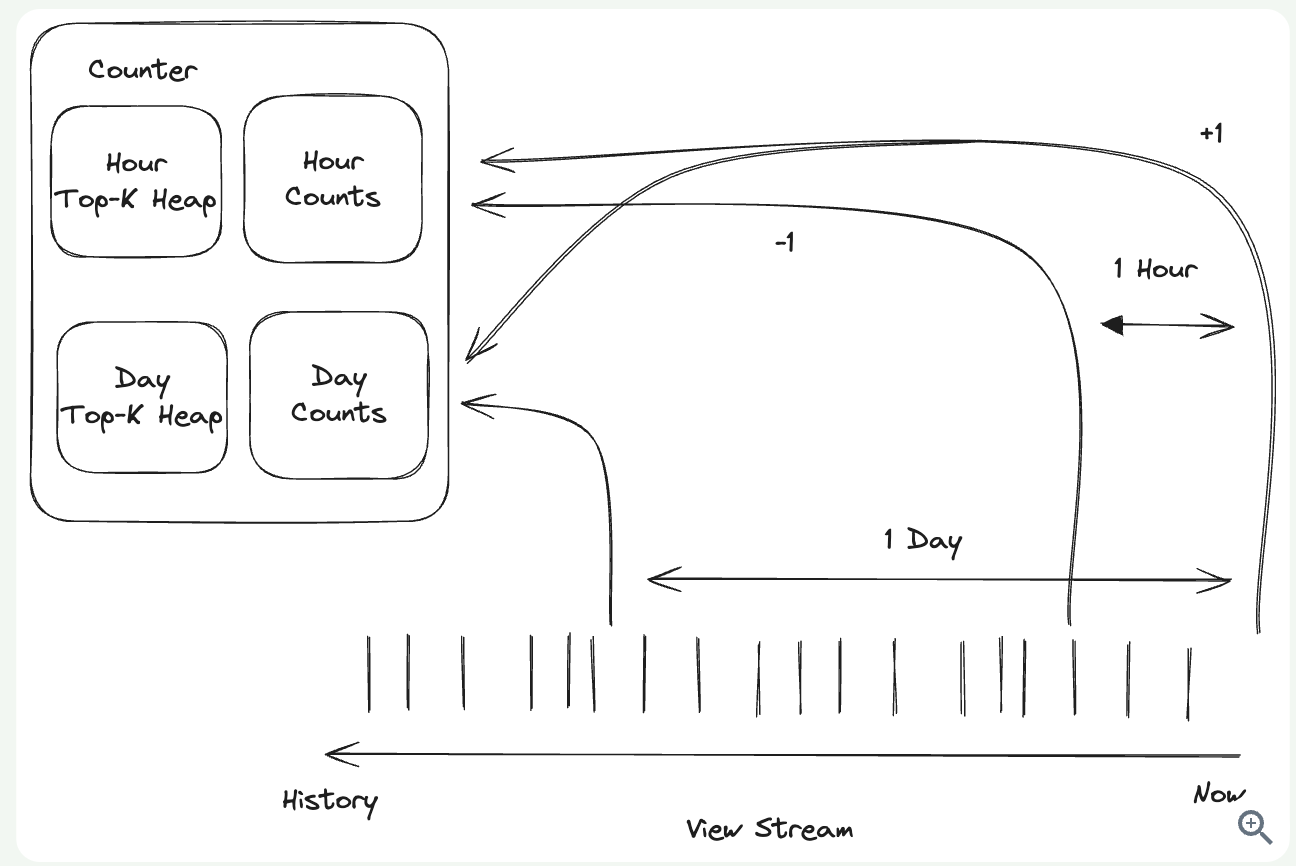 Counter
Hour
Top-K Heap
Hour
Counts
Day
Top-K Heap
Day
Counts
+1
-1
1 Hour
1 Day
History
Now
View Stream